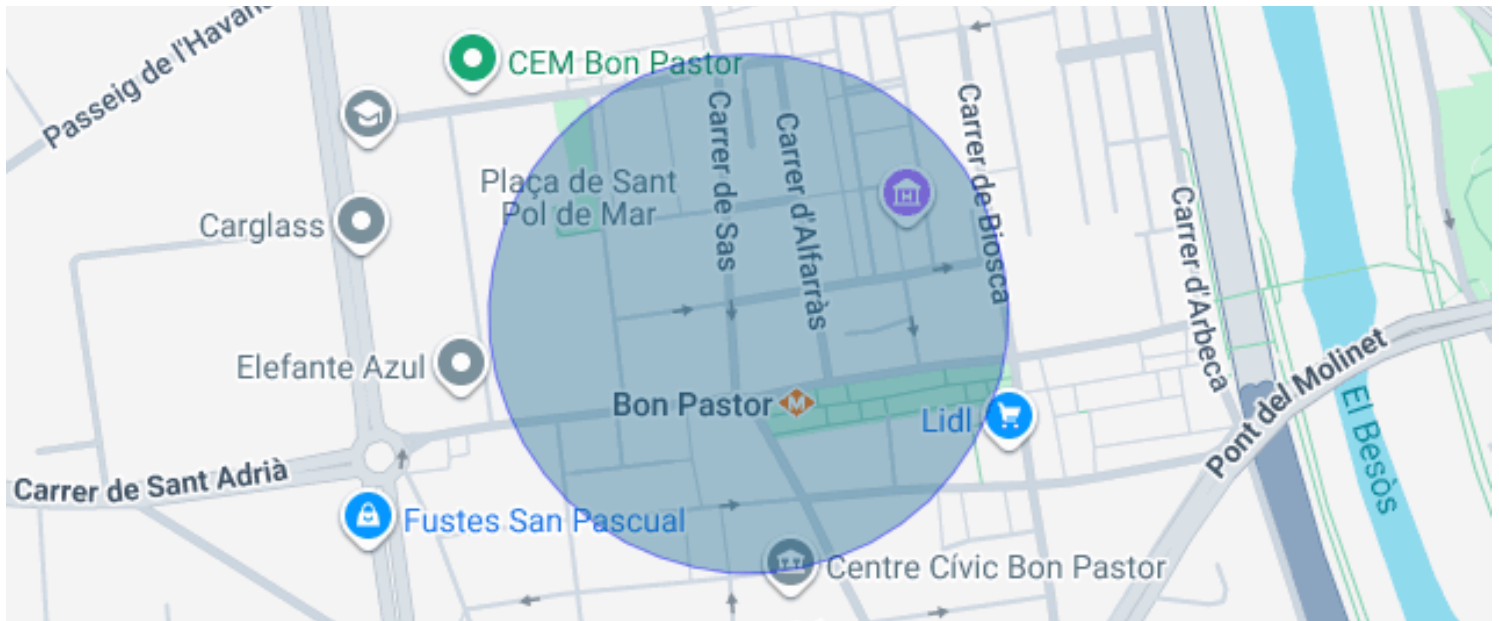 Passeig de l'Havana
CEM Bon Pastor
Carrer de Sas
Carrer d'Alfarràs
Carrer de Biosca
Plaça de Sant
Pol de Mar
H
Carglass
Carrer d'Arbeca
Elefante Azul
Bon Pastor
M
Lidl
Pont del Molinet
El Besòs
Carrer de Sant Adrià
Fustes San Pascual
Centre Cívic Bon Pastor